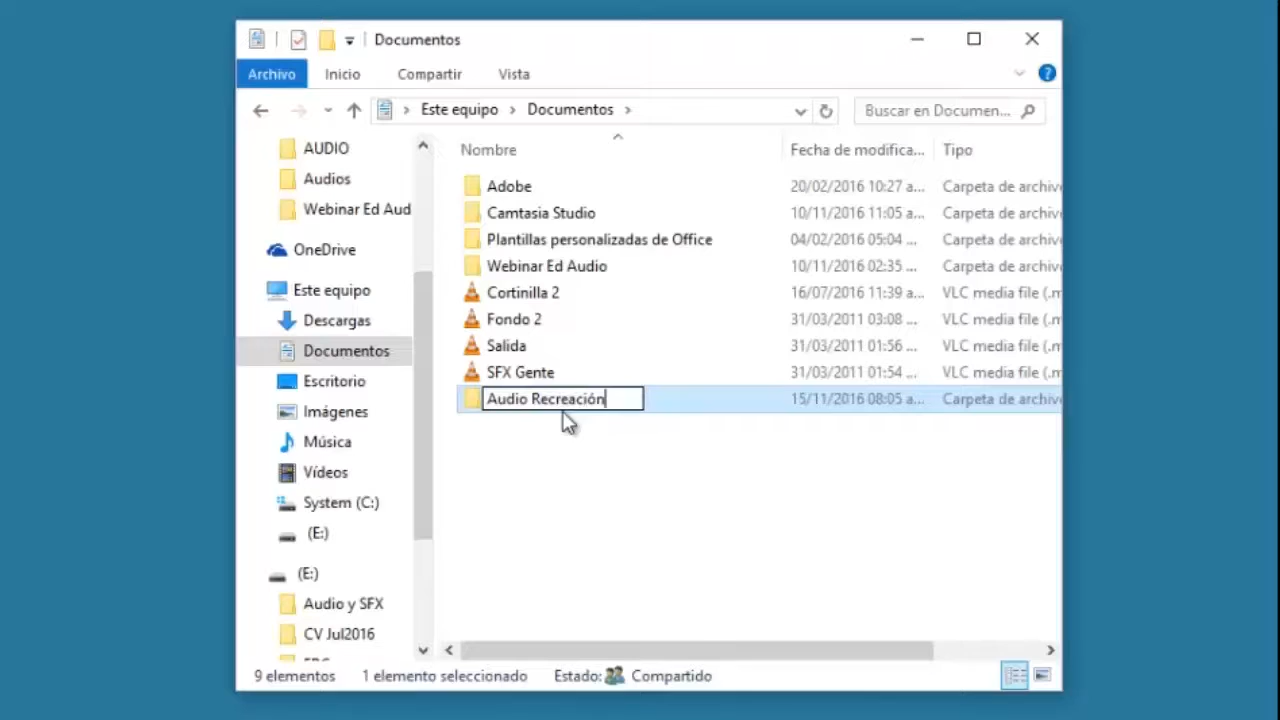 Documentos
Archivo Inicio Compartir Vista
Este equipo Documentos Buscar en Documen...
Nombre Fecha de modifica... Tipo
AUDIO
Audios
Webinar Ed Aud
OneDrive
Este equipo
Descargas
Documentos
Escritorio
Imágenes
Música
Vídeos
System (C:)
(E:)
(E:)
Audio y SFX
CV Jul2016
Adobe 20/02/2016 10:27 a... Carpeta de archiv
Camtasia Studio 10/11/2016 11:05 a... Carpeta de archiv
Plantillas personalizadas de Office 04/02/2016 05:04 ... Carpeta de archiv
Webinar Ed Audio 10/11/2016 02:35 ... Carpeta de archiv
Cortinilla 2 16/07/2016 11:39 a... VLC media file (.m
Fondo 2 31/03/2011 03:08 ... VLC media file (.m
Salida 31/03/2011 01:56 ... VLC media file (.m
SFX Gente 31/03/2011 01:54 ... VLC media file (.m
Audio Recreación 15/11/2016 08:05 a... Carpeta de archiv
9 elementos 1 elemento seleccionado Estado: Compartido